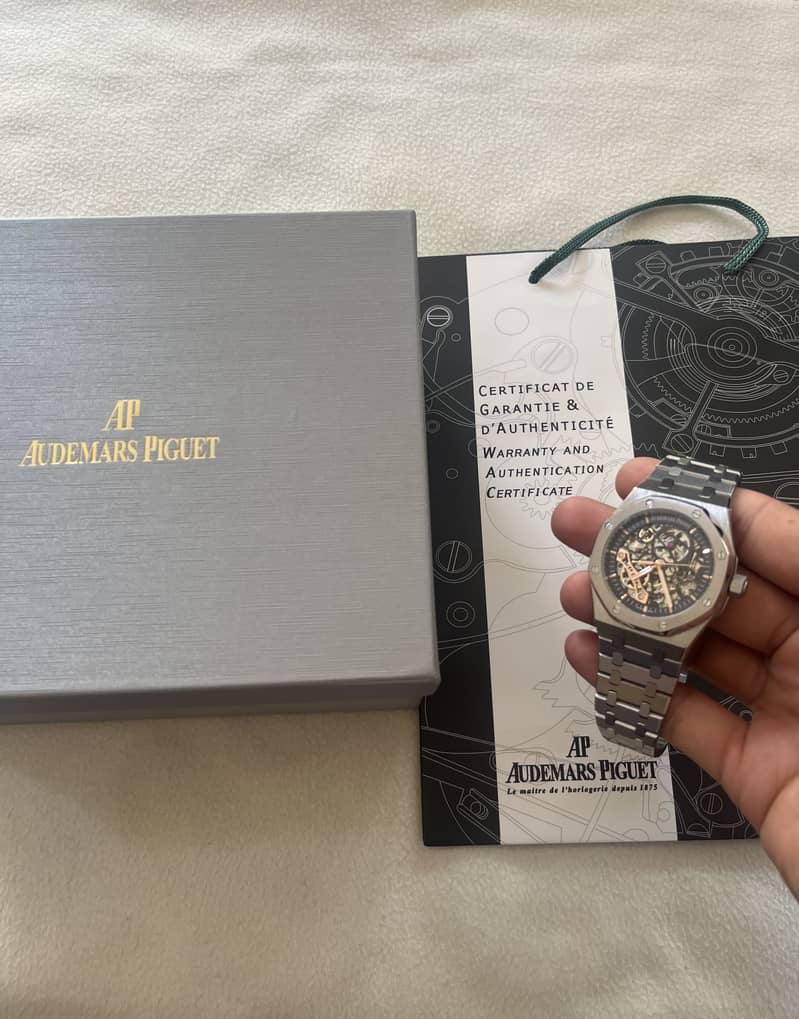 AP
AUDEMARS PIGUET
CERTIFICAT DE
GARANTIE &
D'AUTHENTICITÉ
WARRANTY AND
AUTHENTICATION
CERTIFICATE
AP
AUDEMARS PIGUET
Le maître de l'horlogerie depuis 1875